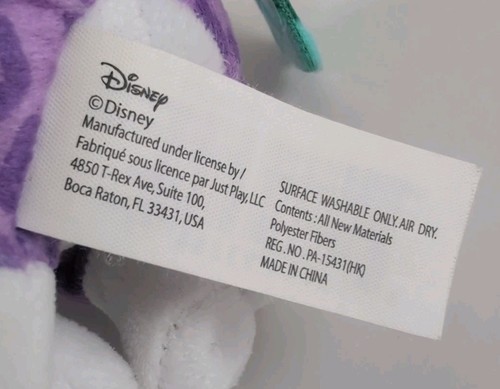 Disney
©Disney
Manufactured under license by /
Fabriqué sous licence par Just Play, LLC
4850 T-Rex Ave, Suite 100,
Boca Raton, FL 33431, USA
SURFACE WASHABLE ONLY. AIR DRY.
Contents : All New Materials
Polyester Fibers
REG. NO. PA-15431(HK)
MADE IN CHINA